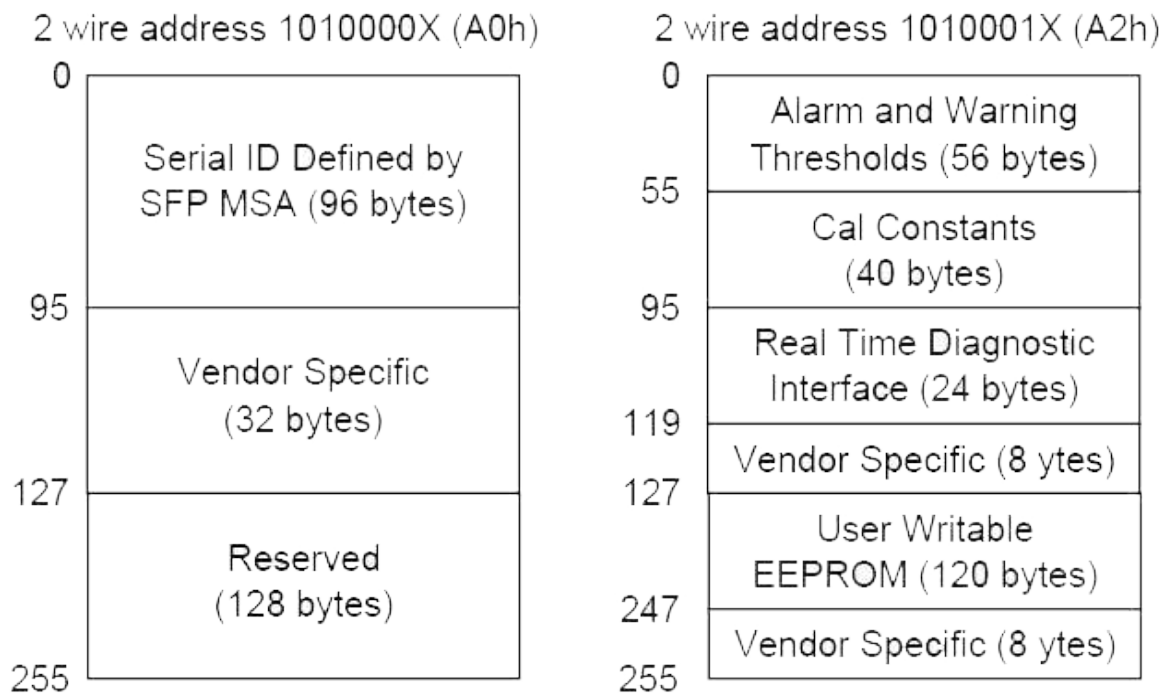 2 wire address 1010000X (A0h)
0
Serial ID Defined by
SFP MSA (96 bytes)
95
Vendor Specific
(32 bytes)
127
Reserved
(128 bytes)
255
2 wire address 1010001X (A2h)
0
Alarm and Warning
Thresholds (56 bytes)
55
Cal Constants
(40 bytes)
95
Real Time Diagnostic
Interface (24 bytes)
119
Vendor Specific (8 ytes)
127
User Writable
EEPROM (120 bytes)
247
Vendor Specific (8 ytes)
255